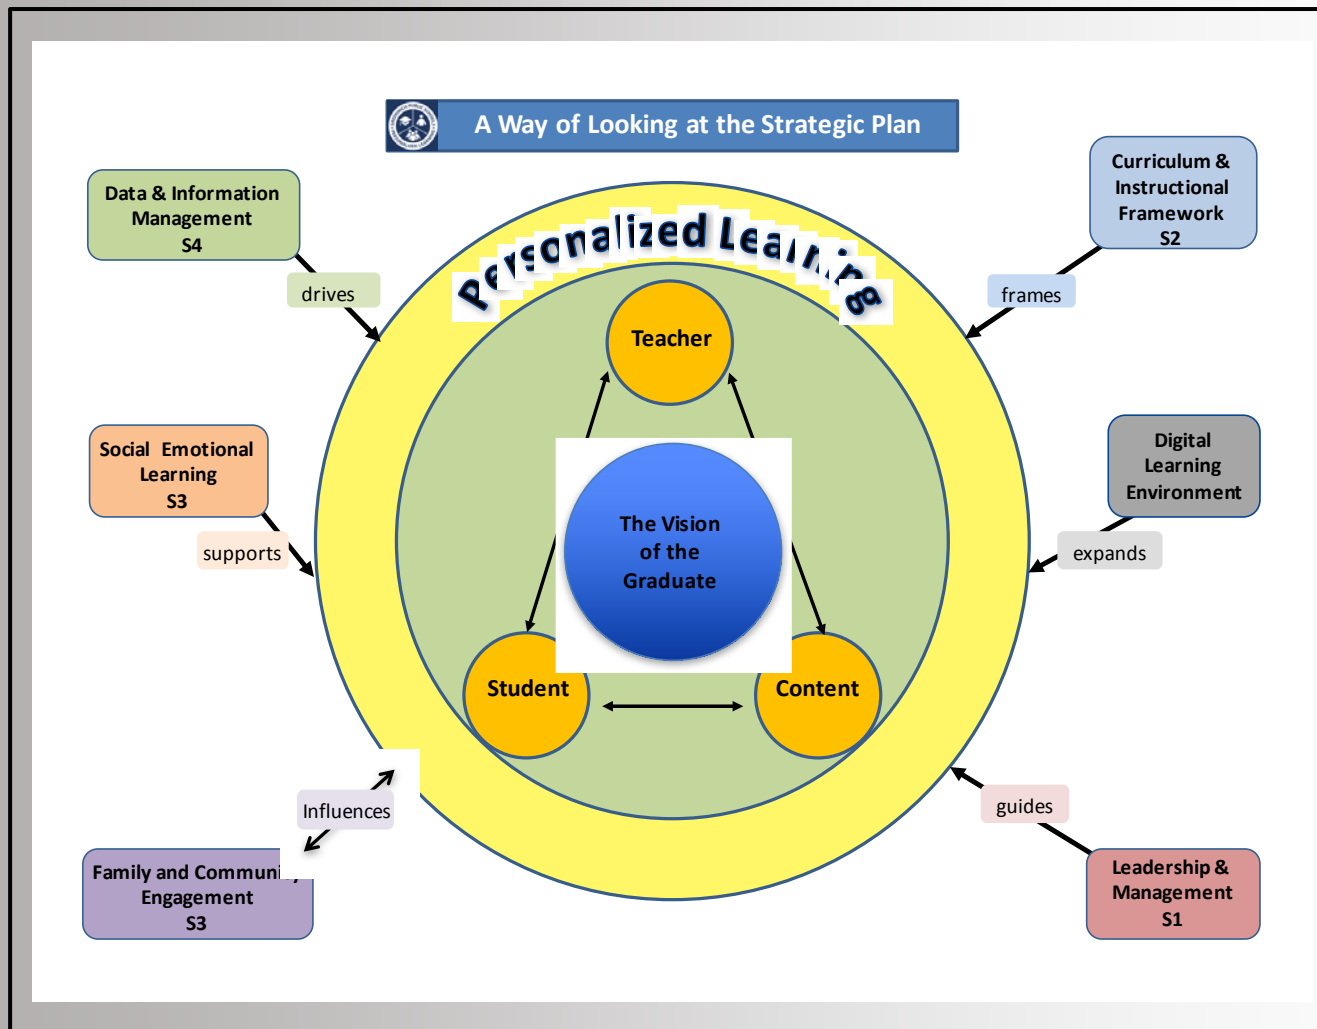 A Way of Looking at the Strategic Plan
Data & Information
Management
S4
drives
Curriculum &
Instructional
Framework
S2
frames
Personalized Learning
Teacher
Social Emotional
Learning
S3
supports
The Vision
of the
Graduate
Digital
Learning
Environment
expands
Student
Content
Influences
Family and Community
Engagement
S3
guides
Leadership &
Management
S1